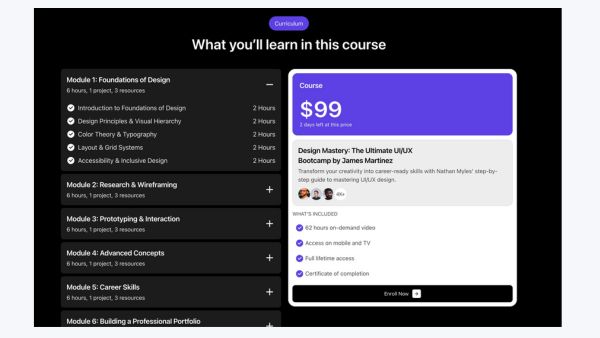 Curriculum
What you'll learn in this course
Module 1: Foundations of Design
6 hours, 1 project, 3 resources
Introduction to Foundations of Design 2 Hours
Design Principles & Visual Hierarchy 2 Hours
Color Theory & Typography 2 Hours
Layout & Grid Systems 2 Hours
Accessibility & Inclusive Design 2 Hours
Module 2: Research & Wireframing
6 hours, 1 project, 3 resources
Module 3: Prototyping & Interaction
6 hours, 1 project, 3 resources
Module 4: Advanced Concepts
6 hours, 1 project, 3 resources
Module 5: Career Skills
6 hours, 1 project, 3 resources
Module 6: Building a Professional Portfolio
Course
$99
2 days left at this price
Design Mastery: The Ultimate UI/UX
Bootcamp by James Martinez
Transform your creativity into career-ready skills with Nathan Myles' step-by-
step guide to mastering UI/UX design.
4K+
WHAT'S INCLUDED
62 hours on-demand video
Access on mobile and TV
Full lifetime access
Certificate of completion
Enroll Now